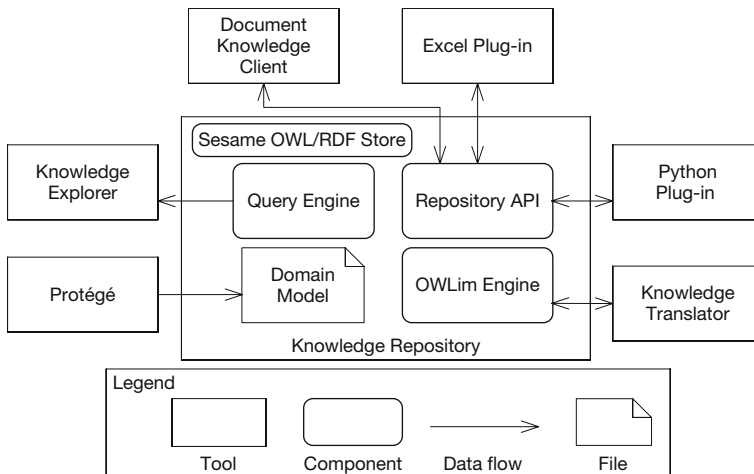 Document
Knowledge
Client
Excel Plug-in
Sesame OWL/RDF Store
Knowledge
Explorer
Query Engine
Repository API
Python
Plug-in
Protégé
Domain
Model
OWLim Engine
Knowledge
Translator
Knowledge Repository
Legend
Tool
Component
Data flow
File